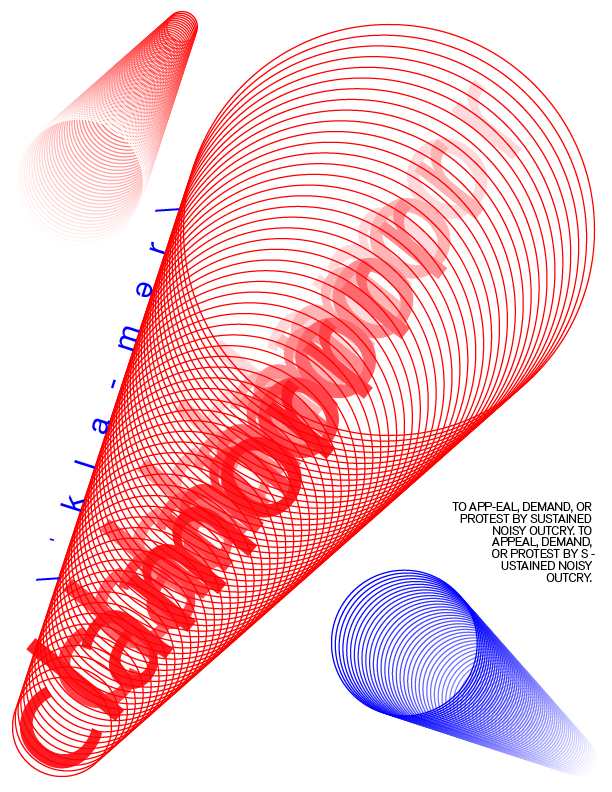 \ ˈ k l a - m ə r \
clamor
TO APP-EAL, DEMAND, OR
PROTEST BY SUSTAINED
NOISY OUTCRY. TO
APPEAL, DEMAND,
OR PROTEST BY S -
USTAINED NOISY
OUTCRY.